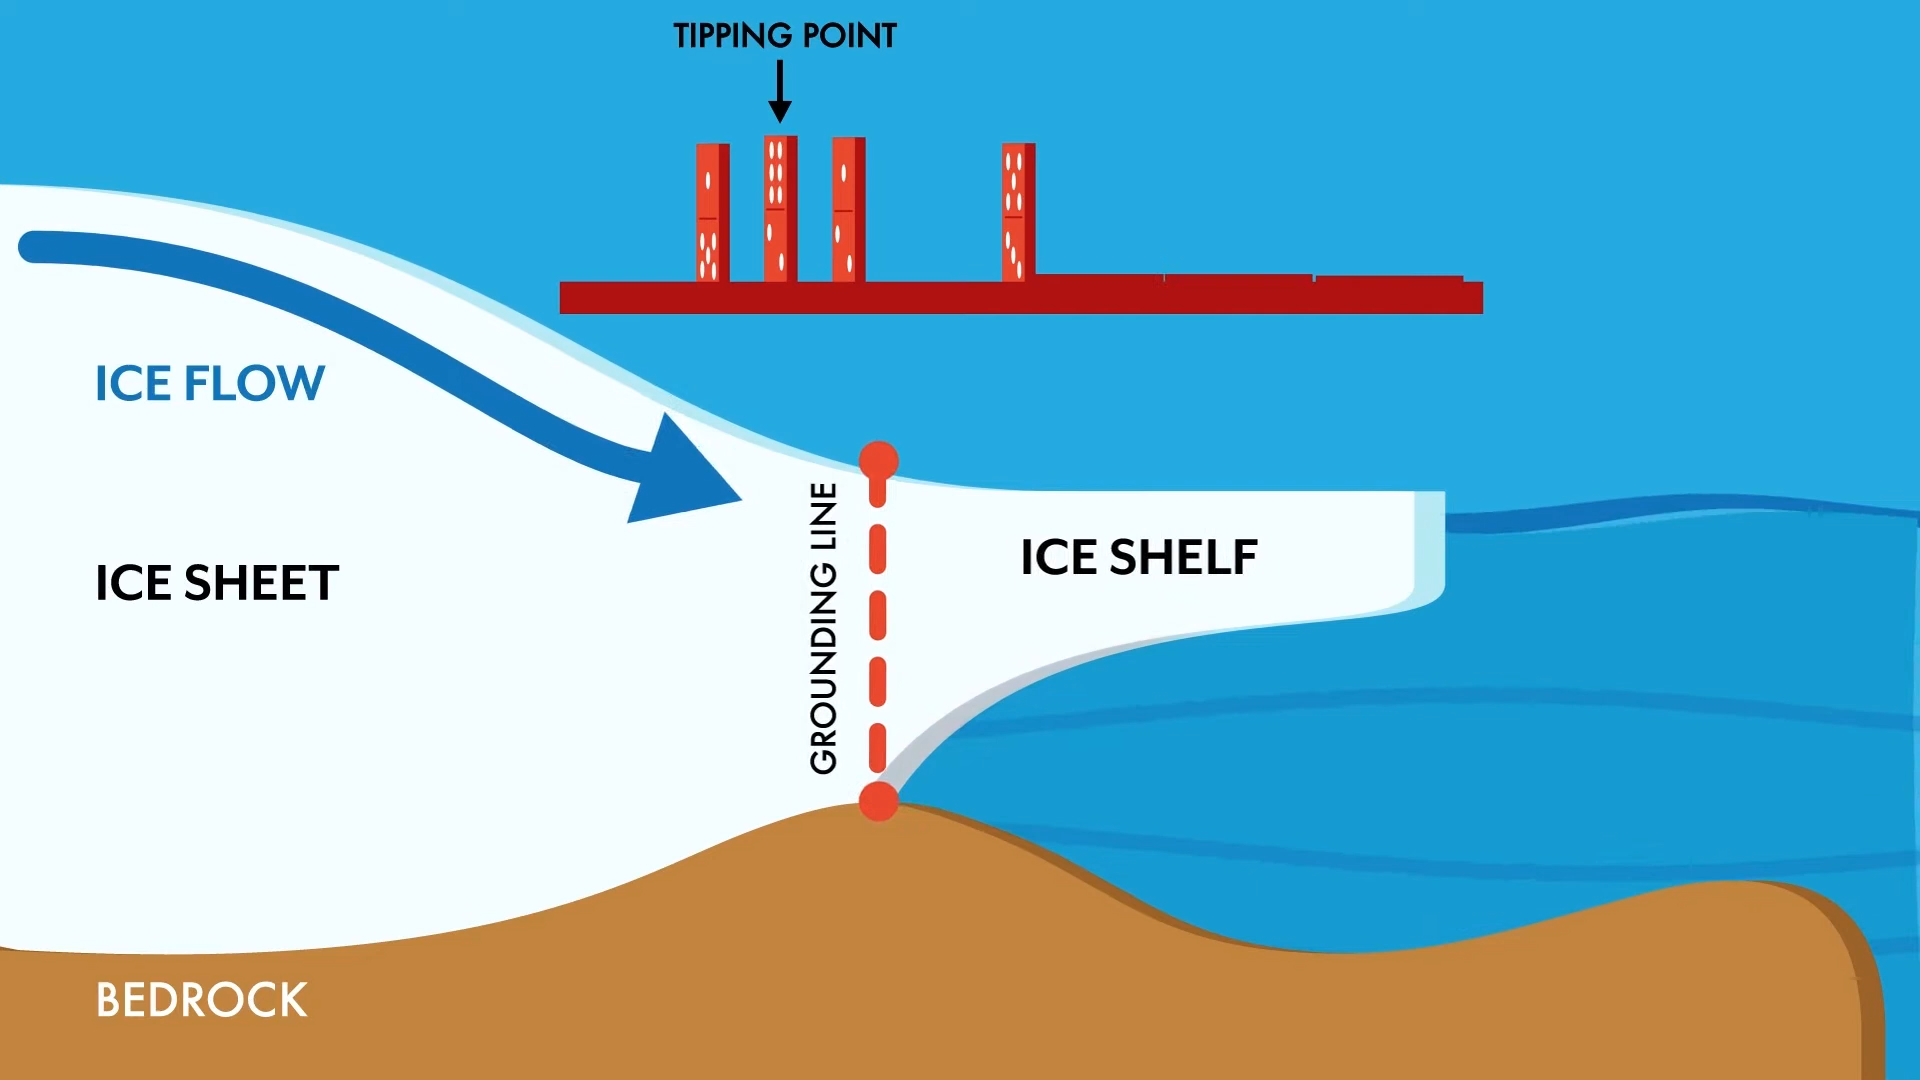 TIPPING POINT
ICE FLOW
ICE SHEET
GROUNDING LINE
ICE SHELF
BEDROCK